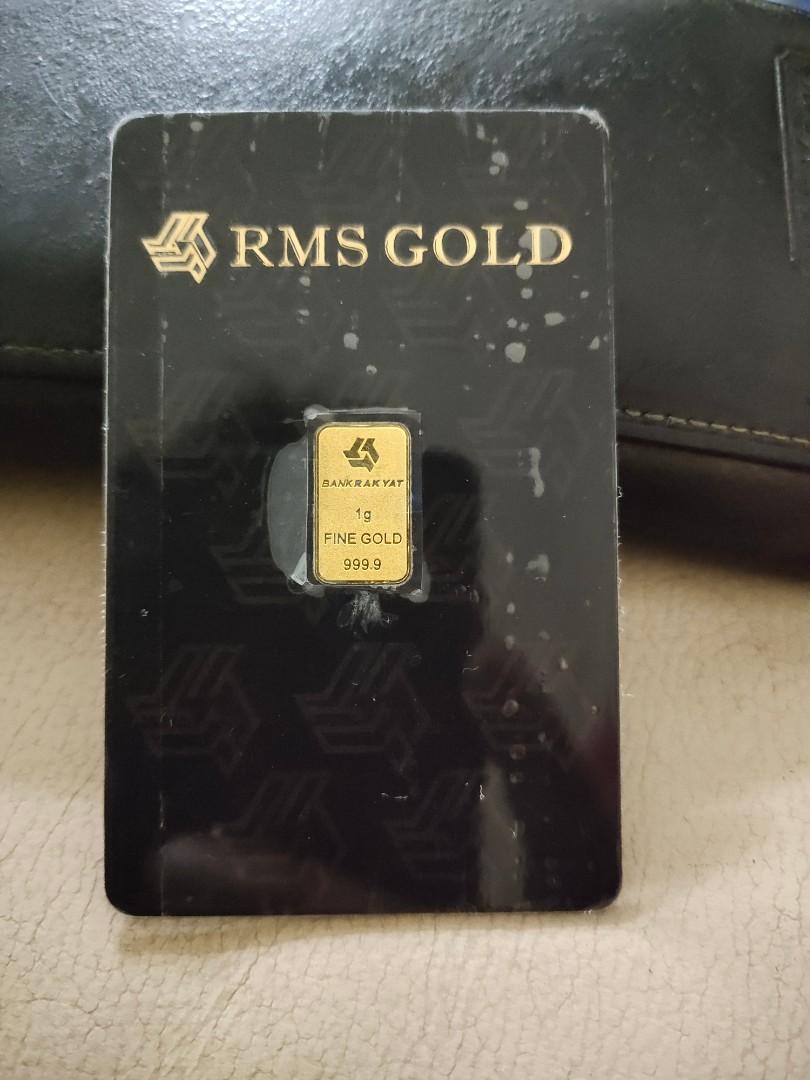 RMS GOLD
BANKRAKYAT
1g
FINE GOLD
999.9